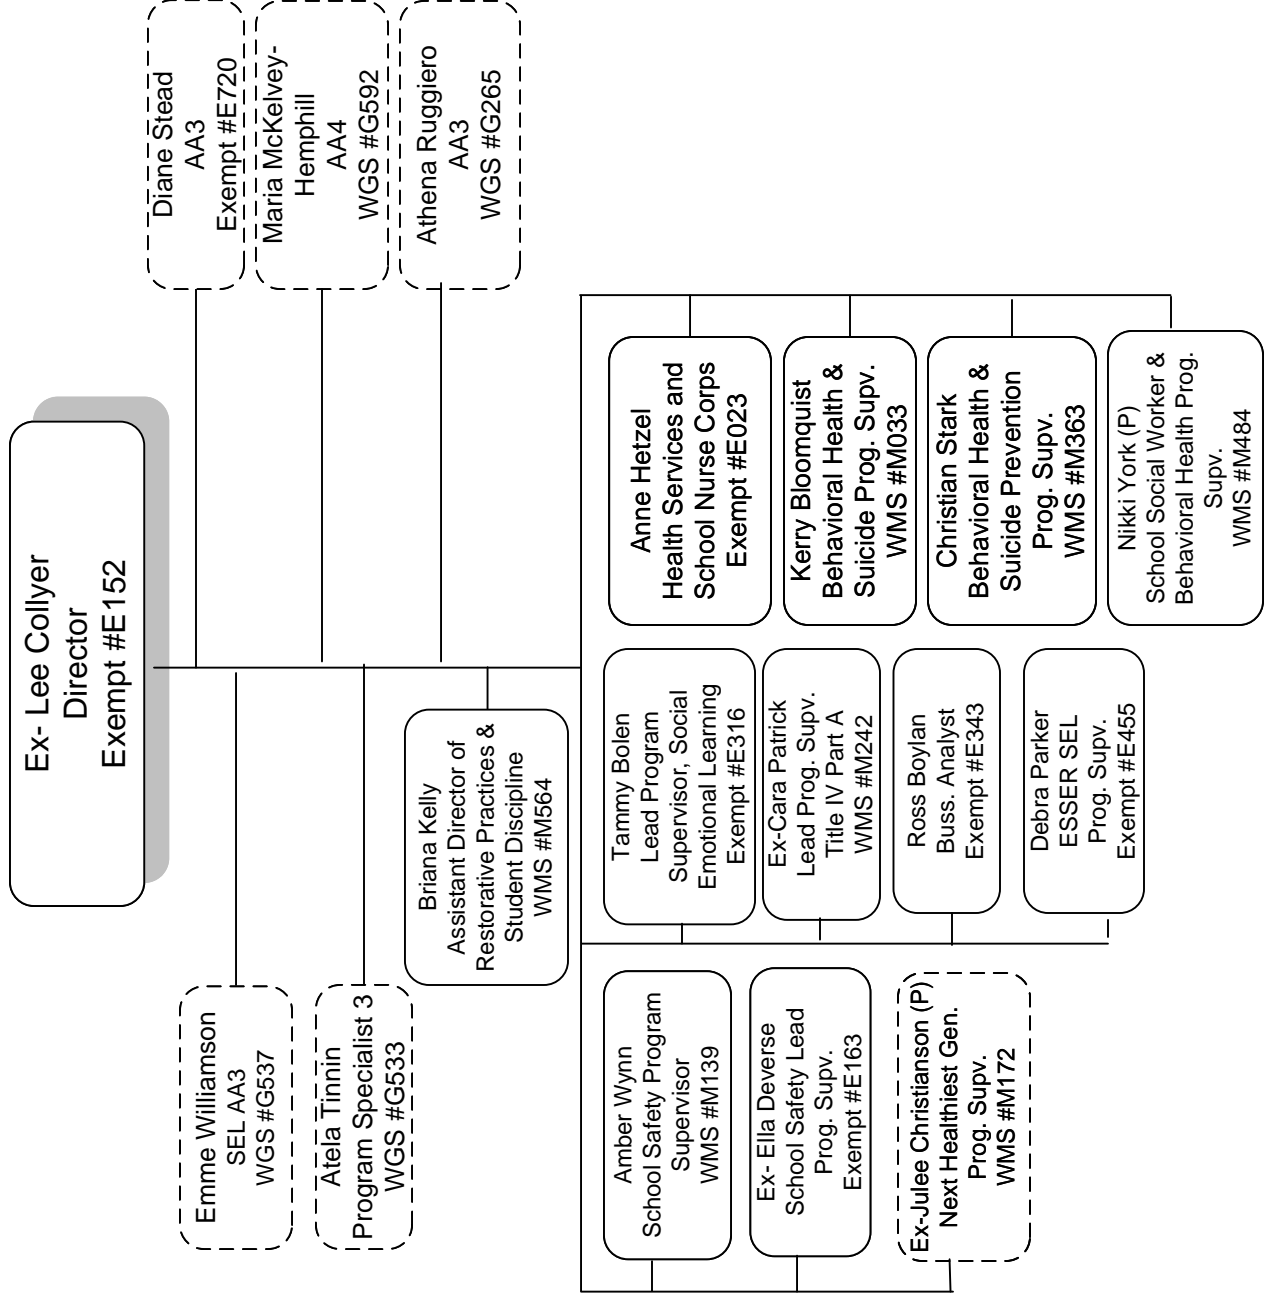 Ex- Lee Collyer
Director
Exempt #E152
Emme Williamson
SEL AA3
WGS #G537
Diane Stead
AA3
Exempt #E720
Atela Tinnin
Program Specialist 3
WGS #G533
Maria McKelvey-
Hemphill
AA4
WGS #G592
Athena Ruggiero
AA3
WGS #G265
Briana Kelly
Assistant Director of
Restorative Practices &
Student Discipline
WMS #M564
Amber Wynn
School Safety Program
Supervisor
WMS #M139
Ex- Ella Deverse
School Safety Lead
Prog. Supv.
Exempt #E163
Ex-Julee Christianson (P)
Next Healthiest Gen.
Prog. Supv.
WMS #M172
Tammy Bolen
Lead Program
Supervisor, Social
Emotional Learning
Exempt #E316
Ex-Cara Patrick
Lead Prog. Supv.
Title IV Part A
WMS #M242
Ross Boylan
Buss. Analyst
Exempt #E343
Debra Parker
ESSER SEL
Prog. Supv.
Exempt #E455
Anne Hetzel
Health Services and
School Nurse Corps
Exempt #E023
Kerry Bloomquist
Behavioral Health &
Suicide Prog. Supv.
WMS #M033
Christian Stark
Behavioral Health &
Suicide Prevention
Prog. Supv.
WMS #M363
Nikki York (P)
School Social Worker &
Behavioral Health Prog.
Supv.
WMS #M484